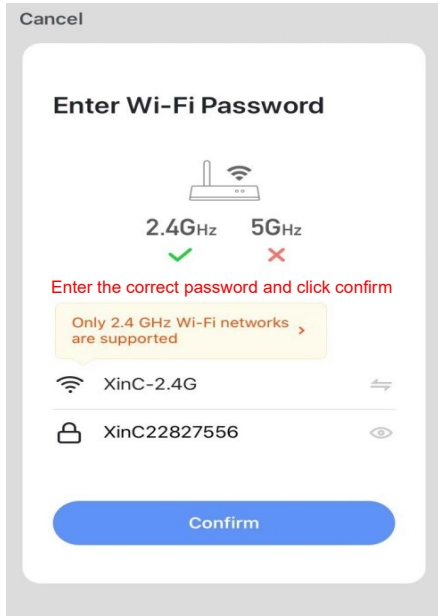 Cancel
Enter Wi-Fi Password
2.4GHz 5GHz
Enter the correct password and click confirm
Only 2.4 GHz Wi-Fi networks >
are supported
XinC-2.4G
XinC22827556
Confirm